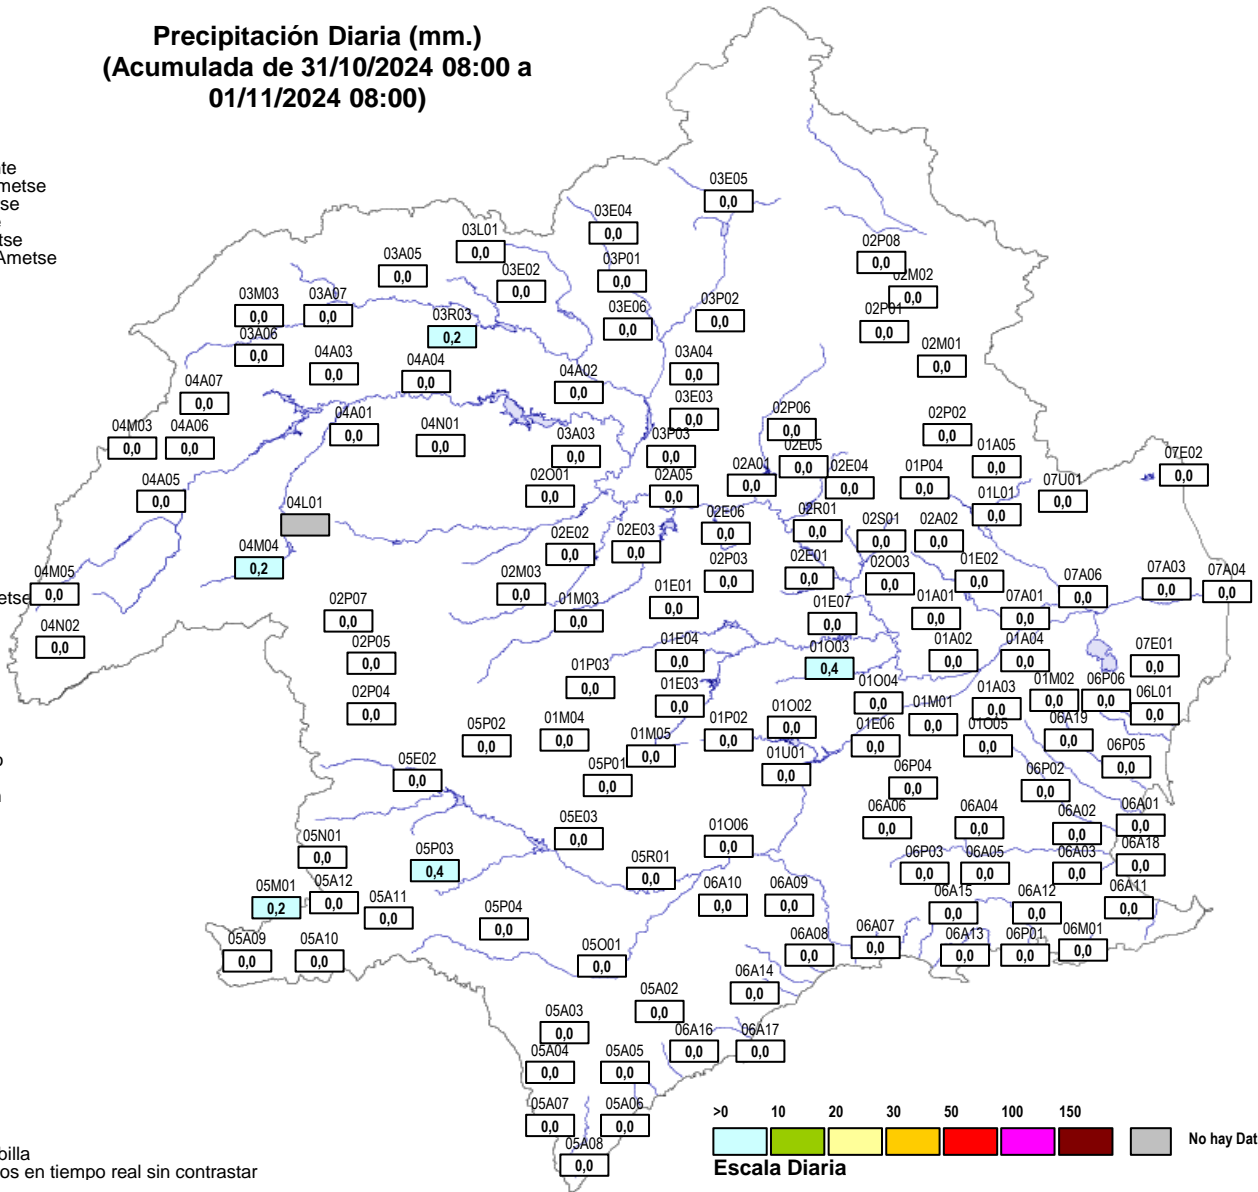 Precipitación Diaria (mm.)
(Acumulada de 31/10/2024 08:00 a
01/11/2024 08:00)
nte
metse
tse
e
tse
Ametse
03E05
0,0
03E04
0,0
03L01
0,0
02P08
0,0
03A05
0,0
03P01
0,0
03E02
0,0
02M02
0,0
03M03
0,0
03A07
0,0
03P02
0,0
03R03
0,2
03E06
0,0
02P01
0,0
03A06
0,0
02M01
0,0
04A03
0,0
04A04
0,0
03A04
0,0
04A02
0,0
04A07
0,0
03E03
0,0
04A01
0,0
02P06
0,0
02P02
0,0
04M03
0,0
04A06
0,0
04N01
0,0
03A03
0,0
03P03
0,0
02E05
0,0
01A05
0,0
07E02
0,0
02A01
0,0
02E04
0,0
01P04
0,0
04A05
0,0
02O01
0,0
02A05
0,0
07U01
0,0
04L01
01L01
0,0
02E06
0,0
02R01
0,0
02S01
0,0
02A02
0,0
02E02
0,0
02E03
0,0
04M04
0,2
02P03
0,0
02E01
0,0
02O03
0,0
01E02
0,0
04M05
0,0
etse
02M03
0,0
07A06
0,0
07A03
0,0
07A04
0,0
01M03
0,0
01E01
0,0
02P07
0,0
01E07
0,0
01A01
0,0
07A01
0,0
04N02
0,0
02P05
0,0
01E04
0,0
01O03
0,4
01A02
0,0
01A04
0,0
07E01
0,0
01P03
0,0
02P04
0,0
01E03
0,0
01O04
0,0
01A03
0,0
01M02
0,0
06P06
0,0
06L01
0,0
05P02
0,0
01M04
0,0
01P02
0,0
01O02
0,0
01M01
0,0
01M05
0,0
01E06
0,0
01O05
0,0
06A19
0,0
05E02
0,0
05P01
0,0
01U01
0,0
06P04
0,0
06P02
0,0
06P05
0,0
05E03
0,0
06A06
0,0
06A04
0,0
06A02
0,0
06A01
0,0
05N01
0,0
05P03
0,4
01O06
0,0
05R01
0,0
06P03
0,0
06A05
0,0
06A03
0,0
06A18
0,0
05M01
0,2
05A12
0,0
05A11
0,0
06A10
0,0
06A09
0,0
06A15
0,0
06A12
0,0
06A11
0,0
05P04
0,0
05A09
0,0
05A10
0,0
05O01
0,0
06A08
0,0
06A07
0,0
06A13
0,0
06P01
0,0
06M01
0,0
06A14
0,0
05A02
0,0
05A03
0,0
06A16
0,0
06A17
0,0
05A04
0,0
05A05
0,0
05A07
0,0
05A06
0,0
05A08
0,0
>0 10 20 30 50 100 150
No hay Dat
Escala Diaria
billa
os en tiempo real sin contrastar